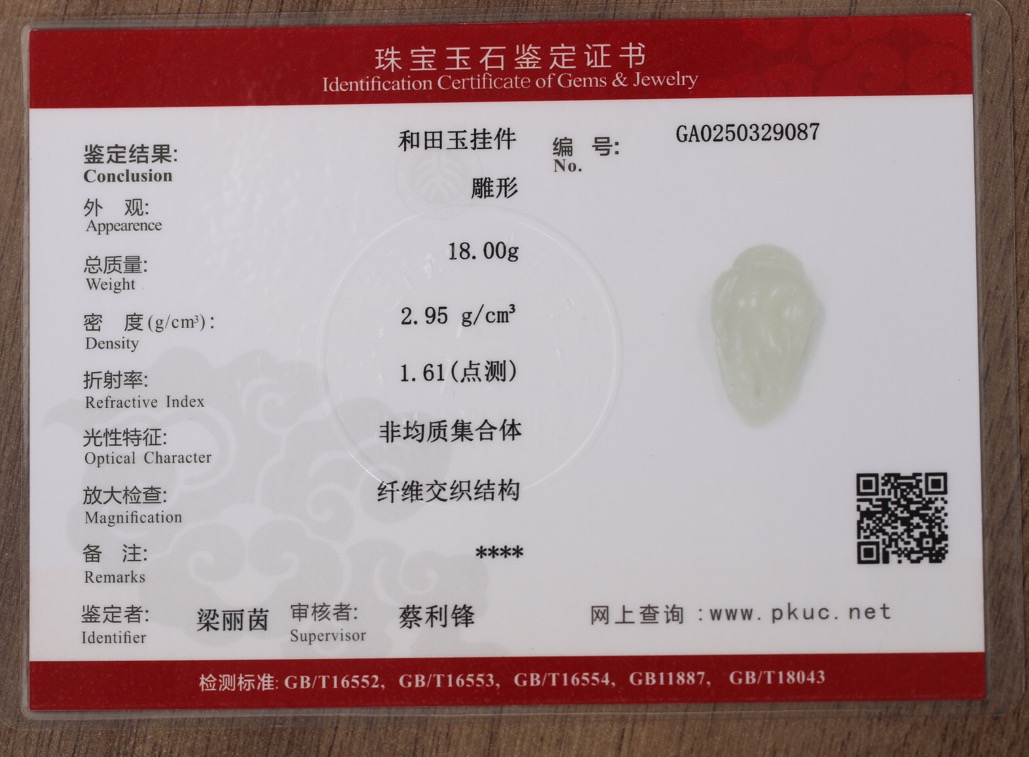 珠宝玉石鉴定证书
Identification Certificate of Gems & Jewelry
鉴定结果: 和田玉挂件
Conclusion
编 号: GA0250329087
No.
外 观: 雕形
Appearence
总质量: 18.00g
Weight
密 度(g/cm³): 2.95 g/cm³
Density
折射率: 1.61(点测)
Refractive Index
光性特征: 非均质集合体
Optical Character
放大检查: 纤维交织结构
Magnification
备 注: ****
Remarks
鉴定者: 梁丽茵 审核者: 蔡利锋
Identifier Supervisor
网上查询:www.pkuc.net
检测标准: GB/T16552, GB/T16553, GB/T16554, GB11887, GB/T18043